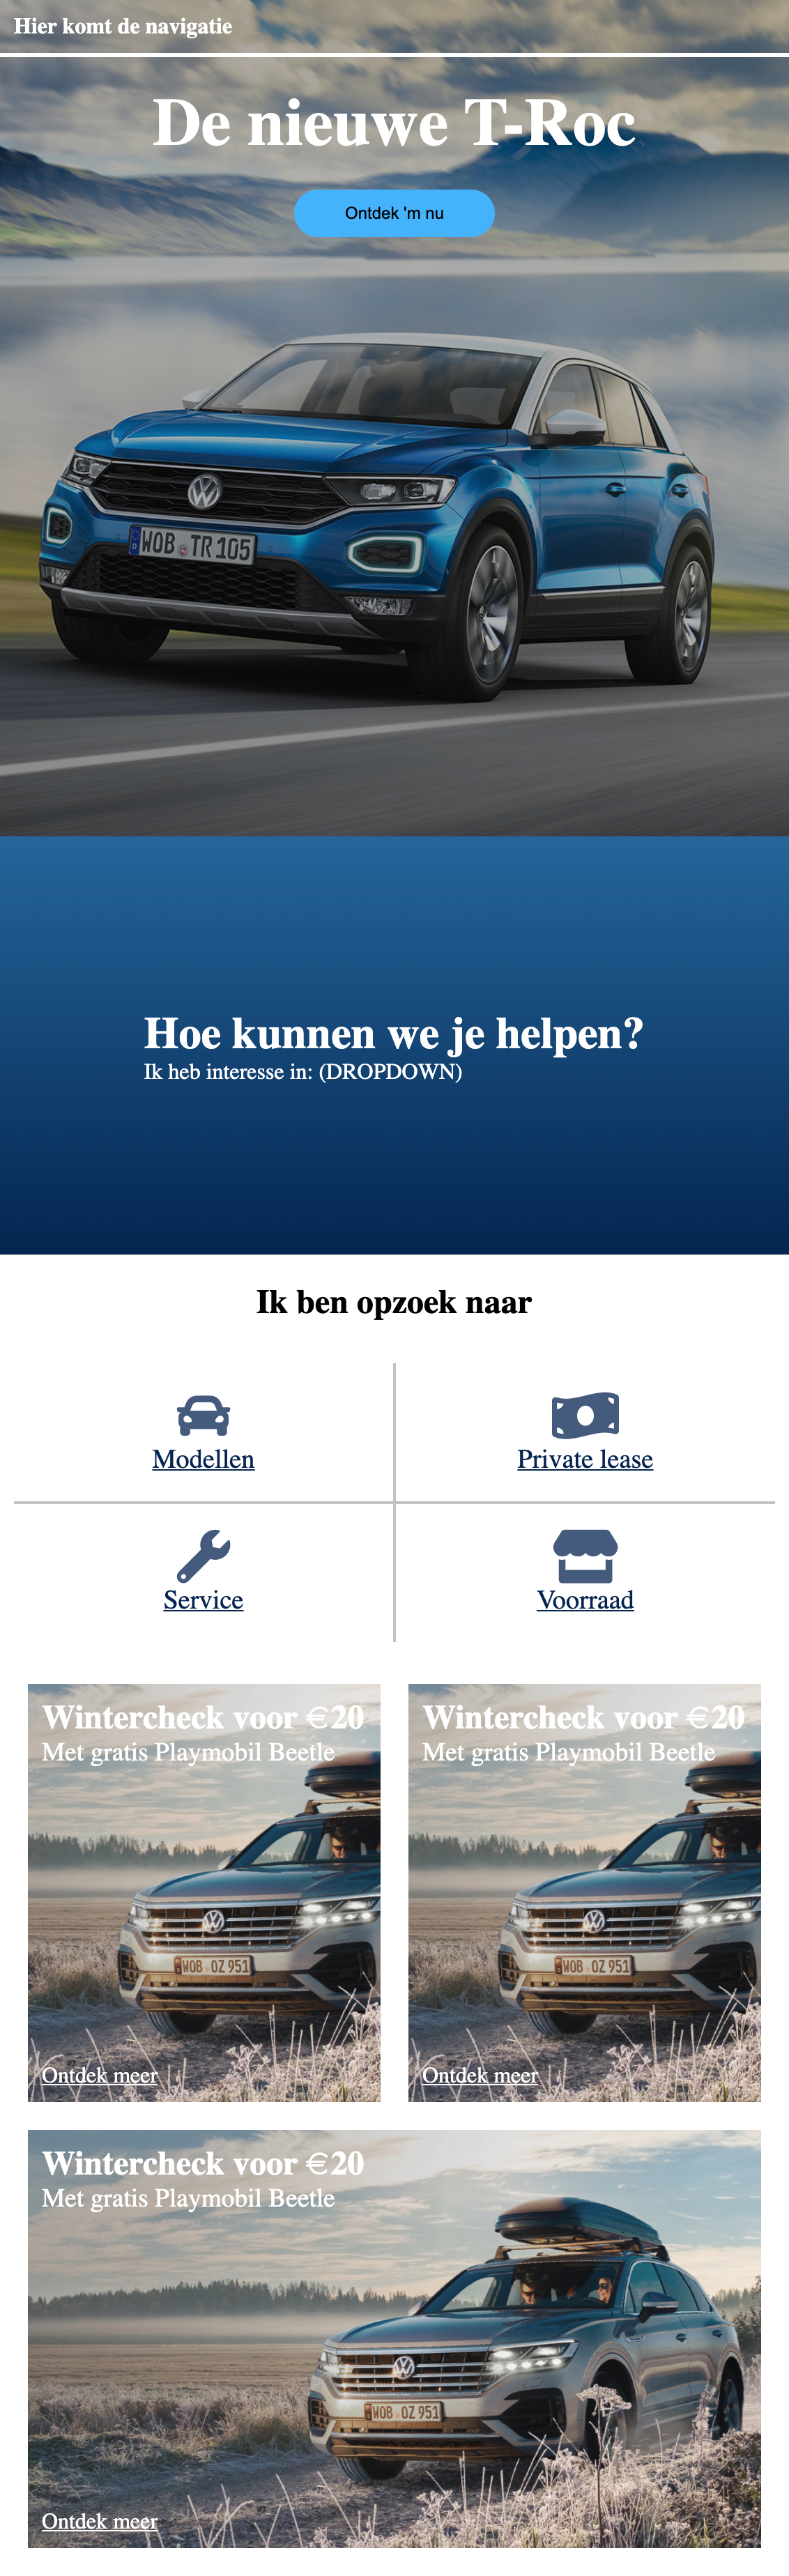 Hier komt de navigatie
De nieuwe T-Roc
Ontdek 'm nu
WOB TR 105
Hoe kunnen we je helpen?
Ik heb interesse in: (DROPDOWN)
Ik ben opzoek naar
Modellen
Private lease
Service
Voorraad
Wintercheck voor €20
Met gratis Playmobil Beetle
WOB OZ 951
Ontdek meer
Wintercheck voor €20
Met gratis Playmobil Beetle
WOB OZ 951
Ontdek meer
Wintercheck voor €20
Met gratis Playmobil Beetle
WOB OZ 951
Ontdek meer